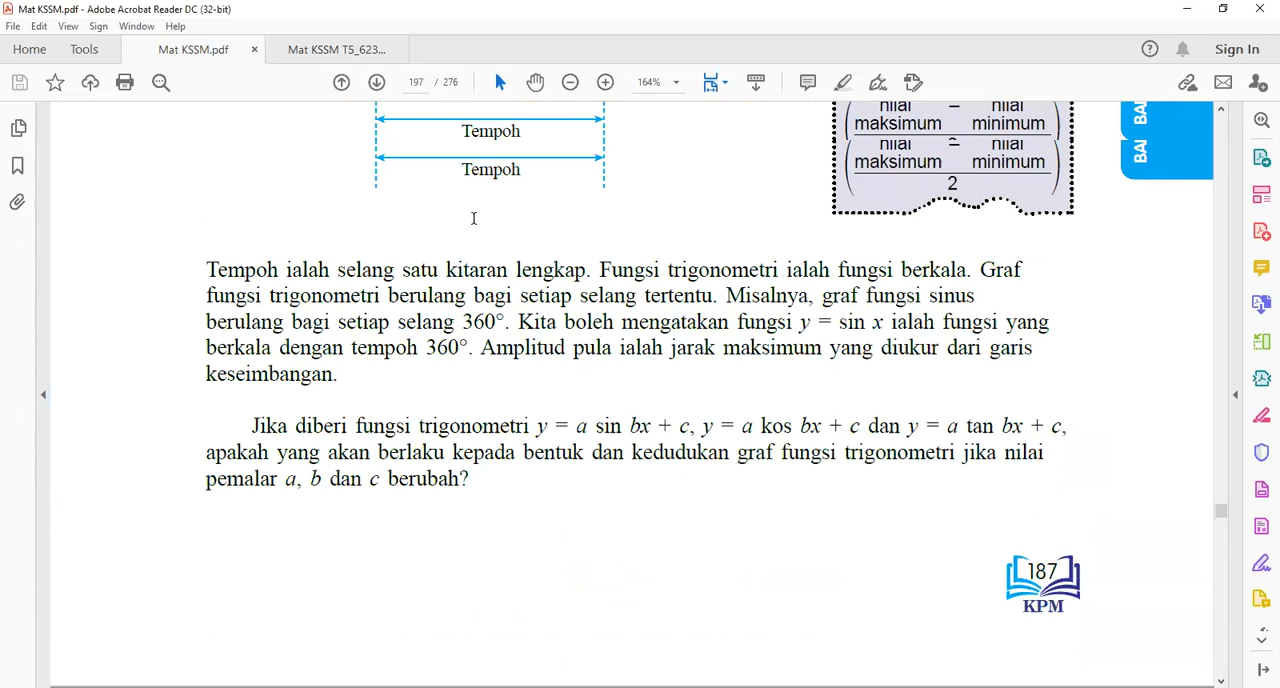 Mat KSSM.pdf - Adobe Acrobat Reader DC (32-bit)
File Edit View Sign Window Help
Home Tools Mat KSSM.pdf × Mat KSSM T5_623... Sign In
197 / 276 164%
Tempoh
Tempoh
nilai − nilai
maksimum minimum
nilai − nilai
maksimum minimum
2
BAB
BAB
Tempoh ialah selang satu kitaran lengkap. Fungsi trigonometri ialah fungsi berkala. Graf
fungsi trigonometri berulang bagi setiap selang tertentu. Misalnya, graf fungsi sinus
berulang bagi setiap selang 360°. Kita boleh mengatakan fungsi y = sin x ialah fungsi yang
berkala dengan tempoh 360°. Amplitud pula ialah jarak maksimum yang diukur dari garis
keseimbangan.
Jika diberi fungsi trigonometri y = a sin bx + c, y = a kos bx + c dan y = a tan bx + c,
apakah yang akan berlaku kepada bentuk dan kedudukan graf fungsi trigonometri jika nilai
pemalar a, b dan c berubah?
187
KPM